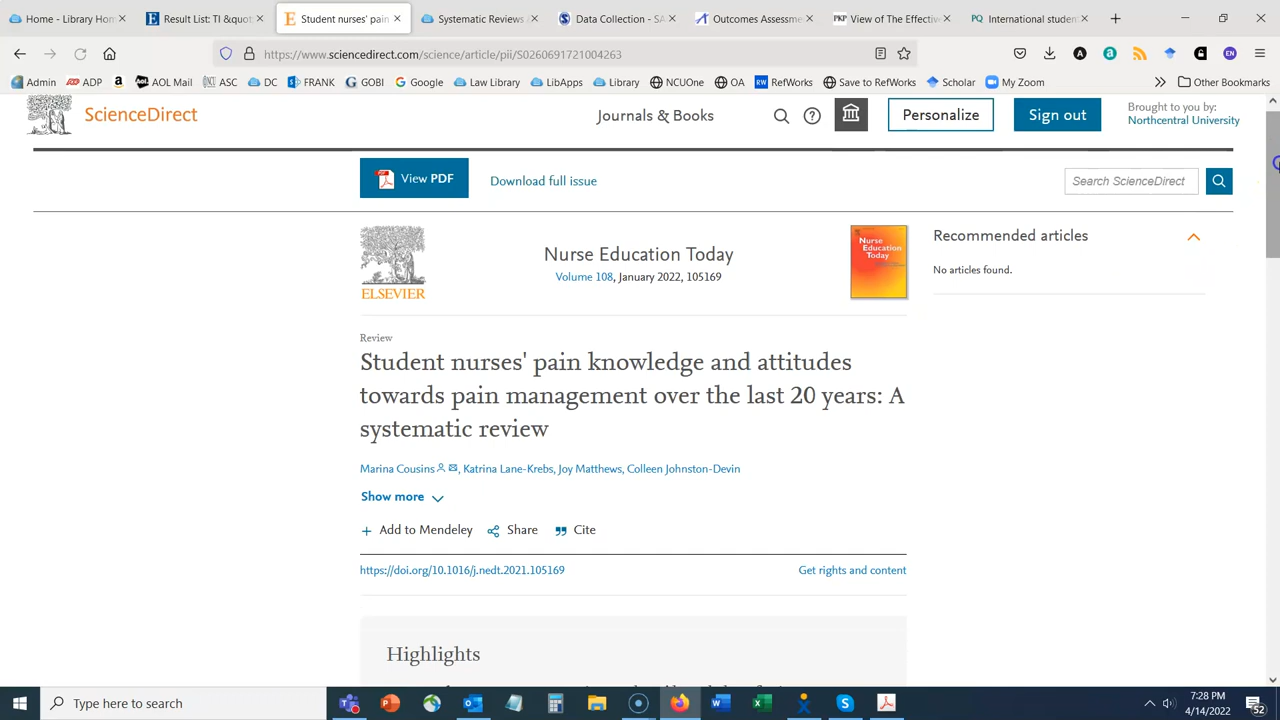 Home - Library Hom
Result List: TI &quot
Student nurses' pain
Systematic Reviews
Data Collection - SA
Outcomes Assessme
View of The Effective
International studen
https://www.sciencedirect.com/science/article/pii/S0260691721004263
Admin ADP AOL Mail ASC DC FRANK GOBI Google Law Library LibApps Library NCUOne OA RefWorks Save to RefWorks Scholar My Zoom Other Bookmarks
ScienceDirect
Journals & Books
Personalize
Sign out
Brought to you by:
Northcentral University
View PDF
Download full issue
Search ScienceDirect
ELSEVIER
Nurse Education Today
Volume 108, January 2022, 105169
Nurse
Education
Today
Recommended articles
No articles found.
Review
Student nurses' pain knowledge and attitudes
towards pain management over the last 20 years: A
systematic review
Marina Cousins, Katrina Lane-Krebs, Joy Matthews, Colleen Johnston-Devin
Show more
Add to Mendeley Share Cite
https://doi.org/10.1016/j.nedt.2021.105169
Get rights and content
Highlights
Type here to search
7:28 PM
4/14/2022
52